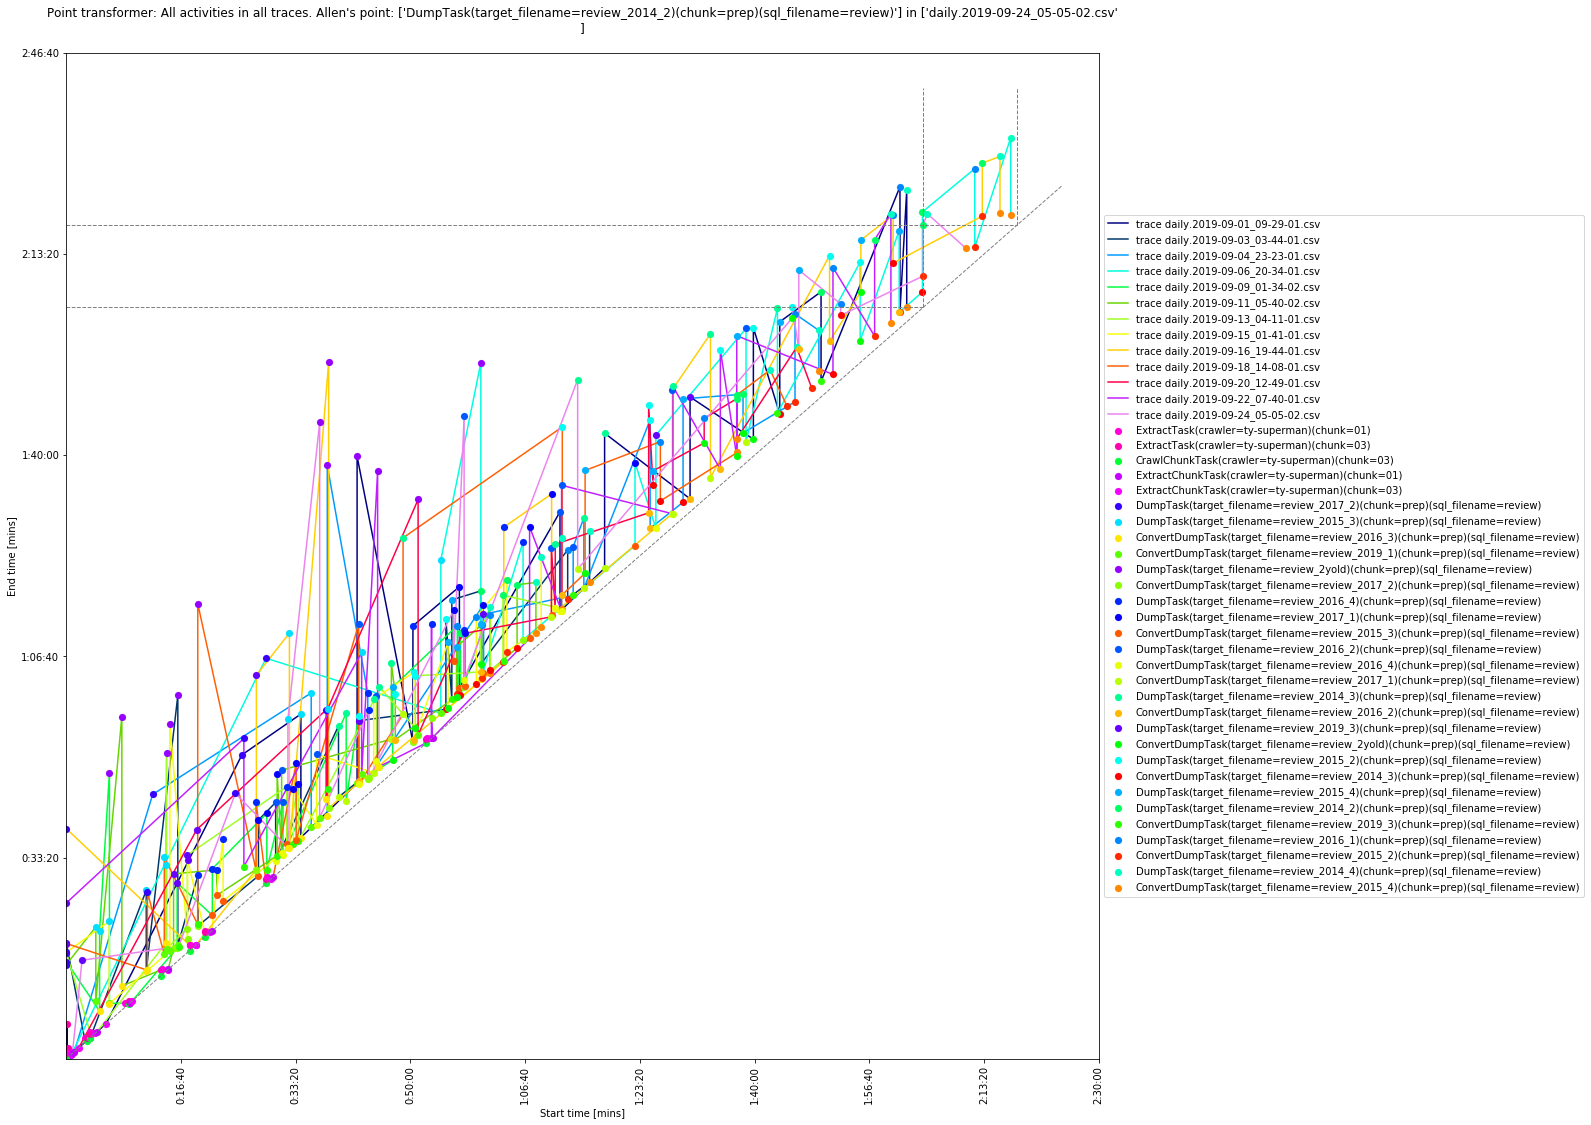 Point transformer: All activities in all traces. Allen's point: ['DumpTask(target_filename=review_2014_2)(chunk=prep)(sql_filename=review)'] in ['daily.2019-09-24_05-05-02.csv'
]
2:46:40
2:13:20
1:40:00
1:06:40
0:33:20
End time [mins]
0:16:40
0:33:20
0:50:00
1:06:40
1:23:20
1:40:00
1:56:40
2:13:20
2:30:00
Start time [mins]
trace daily.2019-09-01_09-29-01.csv
trace daily.2019-09-03_03-44-01.csv
trace daily.2019-09-04_23-23-01.csv
trace daily.2019-09-06_20-34-01.csv
trace daily.2019-09-09_01-34-02.csv
trace daily.2019-09-11_05-40-02.csv
trace daily.2019-09-13_04-11-01.csv
trace daily.2019-09-15_01-41-01.csv
trace daily.2019-09-16_19-44-01.csv
trace daily.2019-09-18_14-08-01.csv
trace daily.2019-09-20_12-49-01.csv
trace daily.2019-09-22_07-40-01.csv
trace daily.2019-09-24_05-05-02.csv
ExtractTask(crawler=ty-superman)(chunk=01)
ExtractTask(crawler=ty-superman)(chunk=03)
CrawlChunkTask(crawler=ty-superman)(chunk=03)
ExtractChunkTask(crawler=ty-superman)(chunk=01)
ExtractChunkTask(crawler=ty-superman)(chunk=03)
DumpTask(target_filename=review_2017_2)(chunk=prep)(sql_filename=review)
DumpTask(target_filename=review_2015_3)(chunk=prep)(sql_filename=review)
ConvertDumpTask(target_filename=review_2016_3)(chunk=prep)(sql_filename=review)
ConvertDumpTask(target_filename=review_2019_1)(chunk=prep)(sql_filename=review)
DumpTask(target_filename=review_2yold)(chunk=prep)(sql_filename=review)
ConvertDumpTask(target_filename=review_2017_2)(chunk=prep)(sql_filename=review)
DumpTask(target_filename=review_2016_4)(chunk=prep)(sql_filename=review)
DumpTask(target_filename=review_2017_1)(chunk=prep)(sql_filename=review)
ConvertDumpTask(target_filename=review_2015_3)(chunk=prep)(sql_filename=review)
DumpTask(target_filename=review_2016_2)(chunk=prep)(sql_filename=review)
ConvertDumpTask(target_filename=review_2016_4)(chunk=prep)(sql_filename=review)
ConvertDumpTask(target_filename=review_2017_1)(chunk=prep)(sql_filename=review)
DumpTask(target_filename=review_2014_3)(chunk=prep)(sql_filename=review)
ConvertDumpTask(target_filename=review_2016_2)(chunk=prep)(sql_filename=review)
DumpTask(target_filename=review_2019_3)(chunk=prep)(sql_filename=review)
ConvertDumpTask(target_filename=review_2yold)(chunk=prep)(sql_filename=review)
DumpTask(target_filename=review_2015_2)(chunk=prep)(sql_filename=review)
ConvertDumpTask(target_filename=review_2014_3)(chunk=prep)(sql_filename=review)
DumpTask(target_filename=review_2015_4)(chunk=prep)(sql_filename=review)
DumpTask(target_filename=review_2014_2)(chunk=prep)(sql_filename=review)
ConvertDumpTask(target_filename=review_2019_3)(chunk=prep)(sql_filename=review)
DumpTask(target_filename=review_2016_1)(chunk=prep)(sql_filename=review)
ConvertDumpTask(target_filename=review_2015_2)(chunk=prep)(sql_filename=review)
DumpTask(target_filename=review_2014_4)(chunk=prep)(sql_filename=review)
ConvertDumpTask(target_filename=review_2015_4)(chunk=prep)(sql_filename=review)